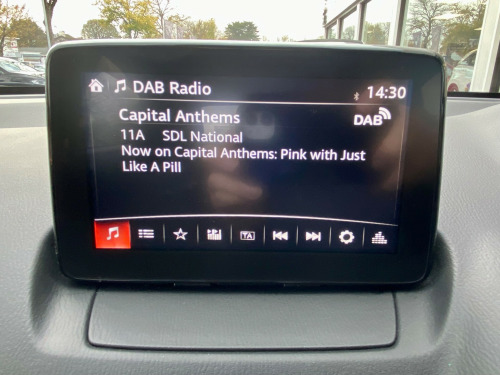 DAB Radio
14:30
Capital Anthems
DAB
11A SDL National
Now on Capital Anthems: Pink with Just
Like A Pill
TA